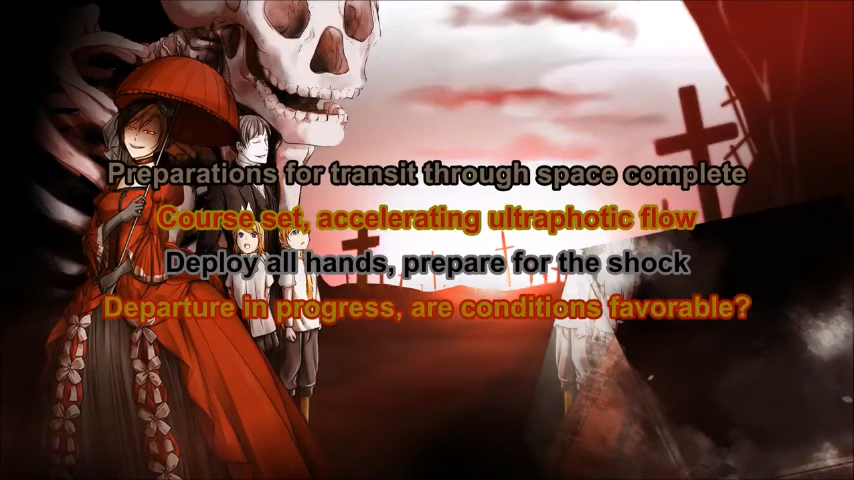 Preparations for transit through space complete
Course set, accelerating ultraphotic flow
Deploy all hands, prepare for the shock
Departure in progress, are conditions favorable?